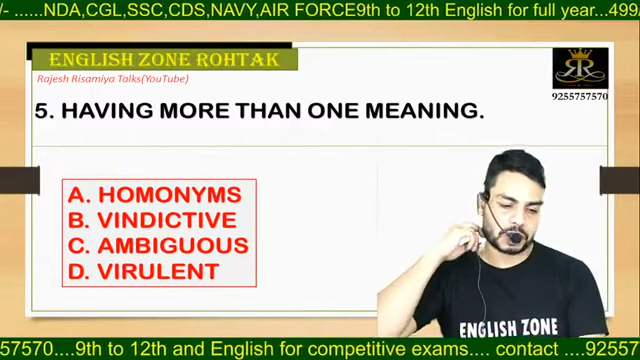 /- ......NDA,CGL,SSC,CDS,NAVY,AIR FORCE9th to 12th English for full year...499/
ENGLISH ZONE ROHTAK
Rajesh Risamiya Talks(YouTube)
RR
9255757570
5. HAVING MORE THAN ONE MEANING.
A. HOMONYMS
B. VINDICTIVE
C. AMBIGUOUS
D. VIRULENT
ENGLISH ZONE
57570....9th to 12th and English for competitive exams.... contact ....92557